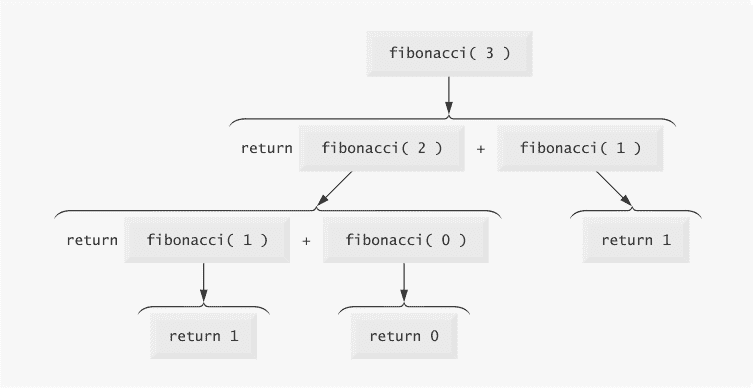 fibonacci( 3 )
return fibonacci( 2 ) + fibonacci( 1 )
return fibonacci( 1 ) + fibonacci( 0 )
return 1
return 1
return 0